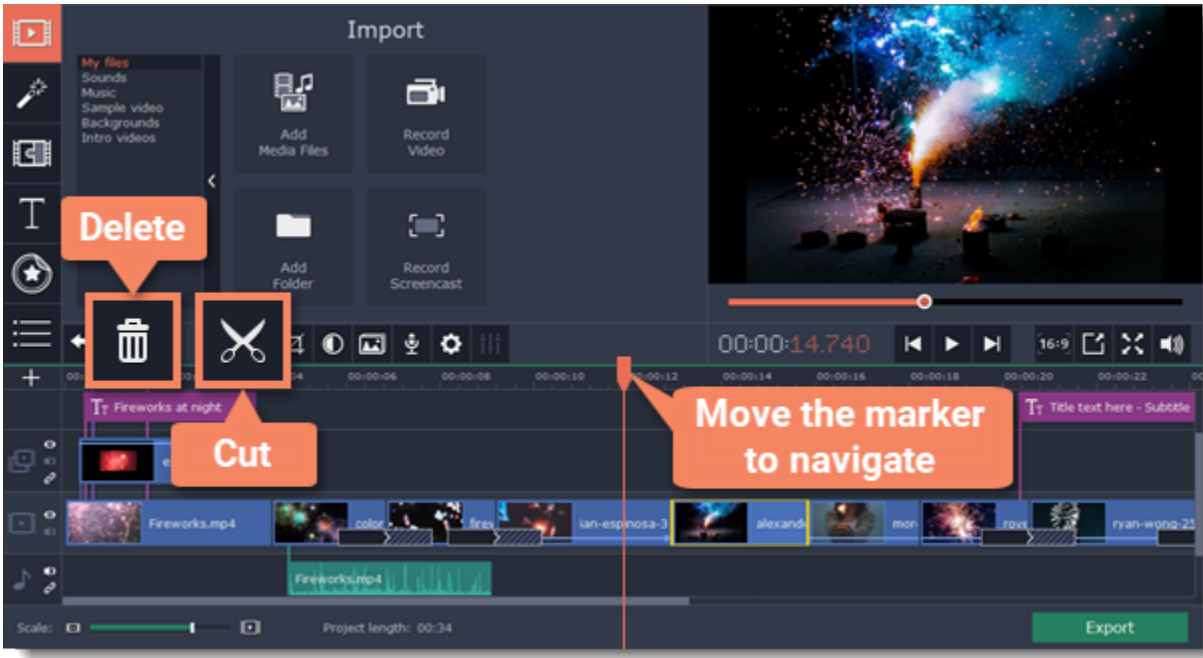 Import
My files
Sounds
Music
Sample video
Backgrounds
Intro videos
Add
Media Files
Record
Video
Add
Folder
Record
Screencast
Delete
T
00:00:14.740
16:9
04
00:00:06
00:00:08
00:00:10
00:00:12
00:00:14
00:00:16
00:00:18
00:00:20
00:00:22
Fireworks at night
Title text here - Subtitle
Move the marker
to navigate
Cut
Fireworks.mp4
color
ian-espinosa-3
alexand
ryan-wong-25
Fireworks.mp4
Scale:
Project length: 00:34
Export